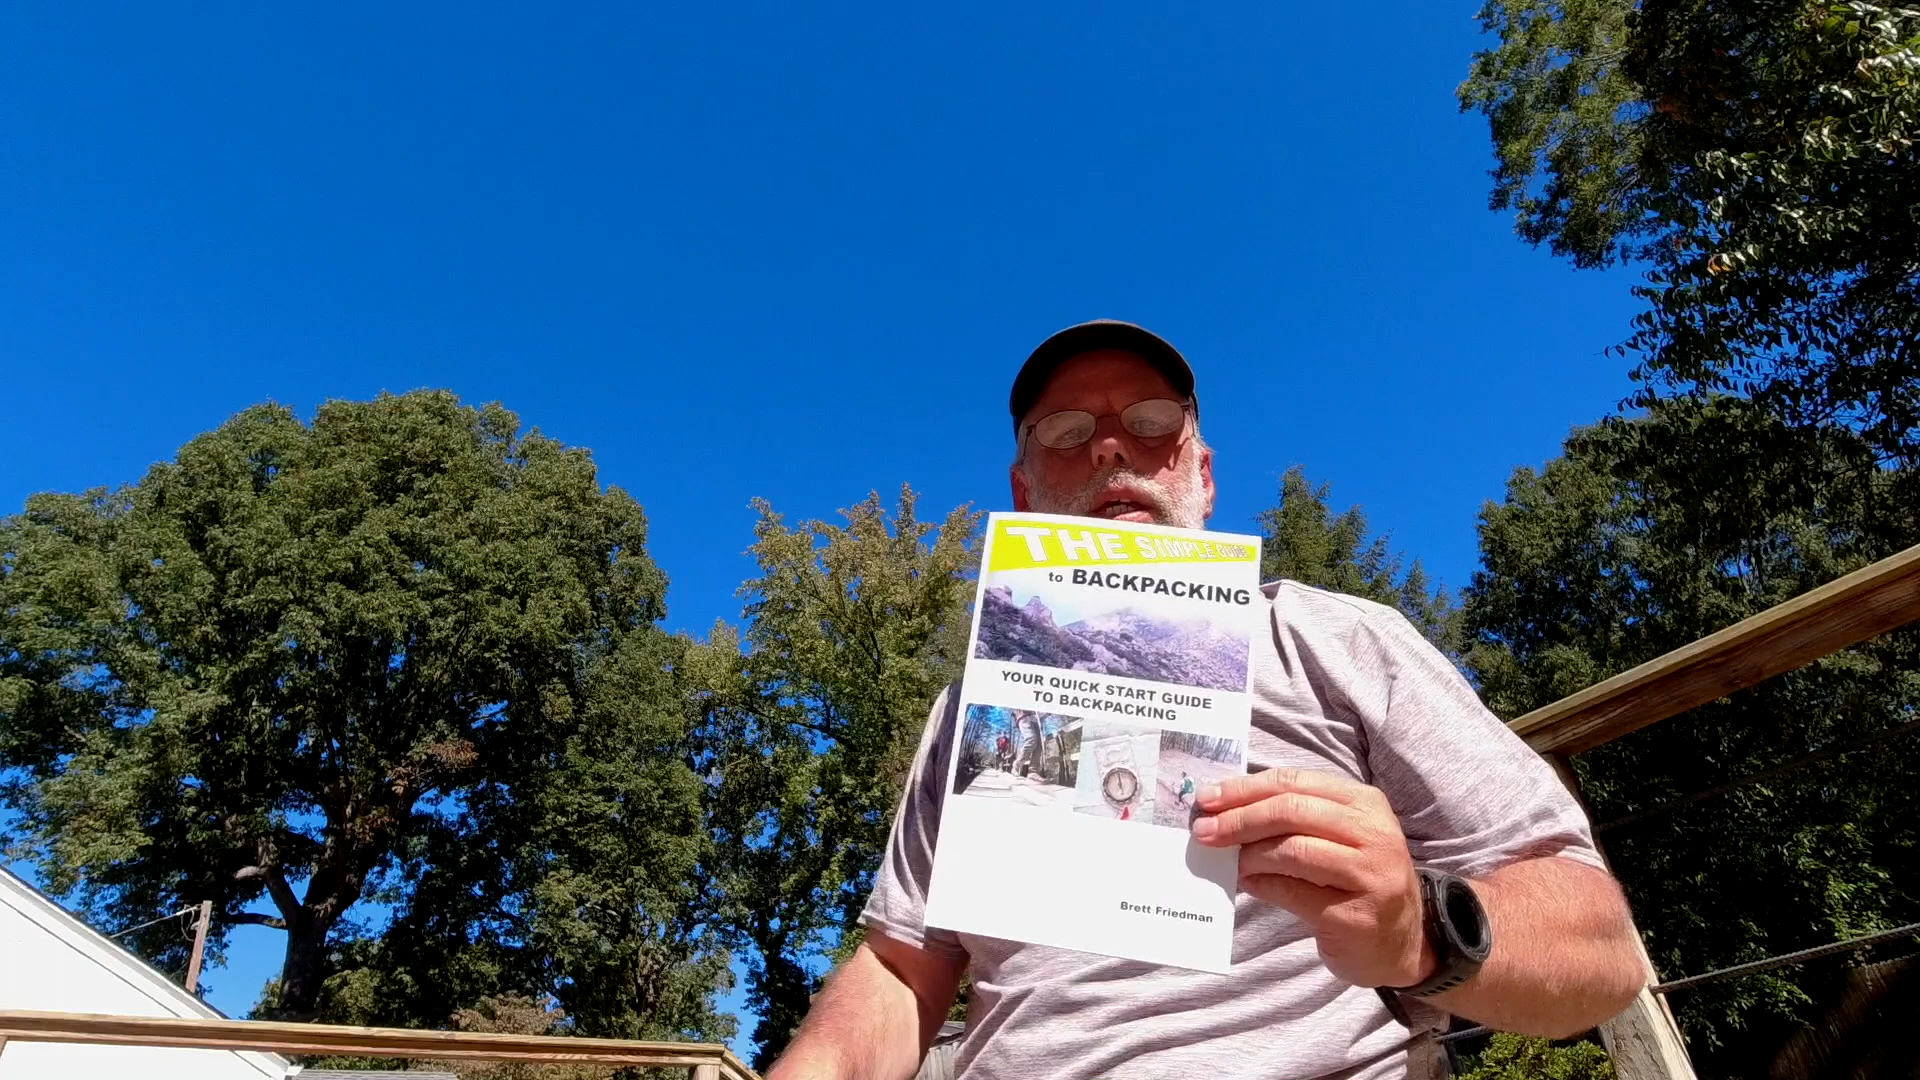 THE SIMPLE GUIDE
to BACKPACKING
YOUR QUICK START GUIDE
TO BACKPACKING
Brett Friedman